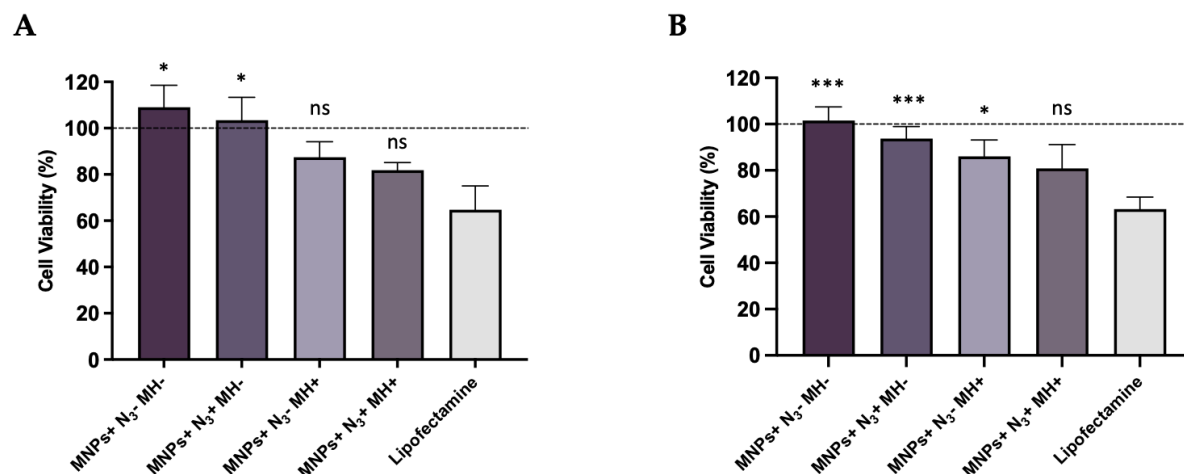 A
Cell Viability (%)
120
100
80
60
40
20
0
*
*
ns
ns
MNPs+ N₃- MH-
MNPs+ N₃+ MH-
MNPs+ N₃- MH+
MNPs+ N₃+ MH+
Lipofectamine
B
Cell Viability (%)
120
100
80
60
40
20
0
***
***
*
ns
MNPs+ N₃- MH-
MNPs+ N₃+ MH-
MNPs+ N₃- MH+
MNPs+ N₃+ MH+
Lipofectamine